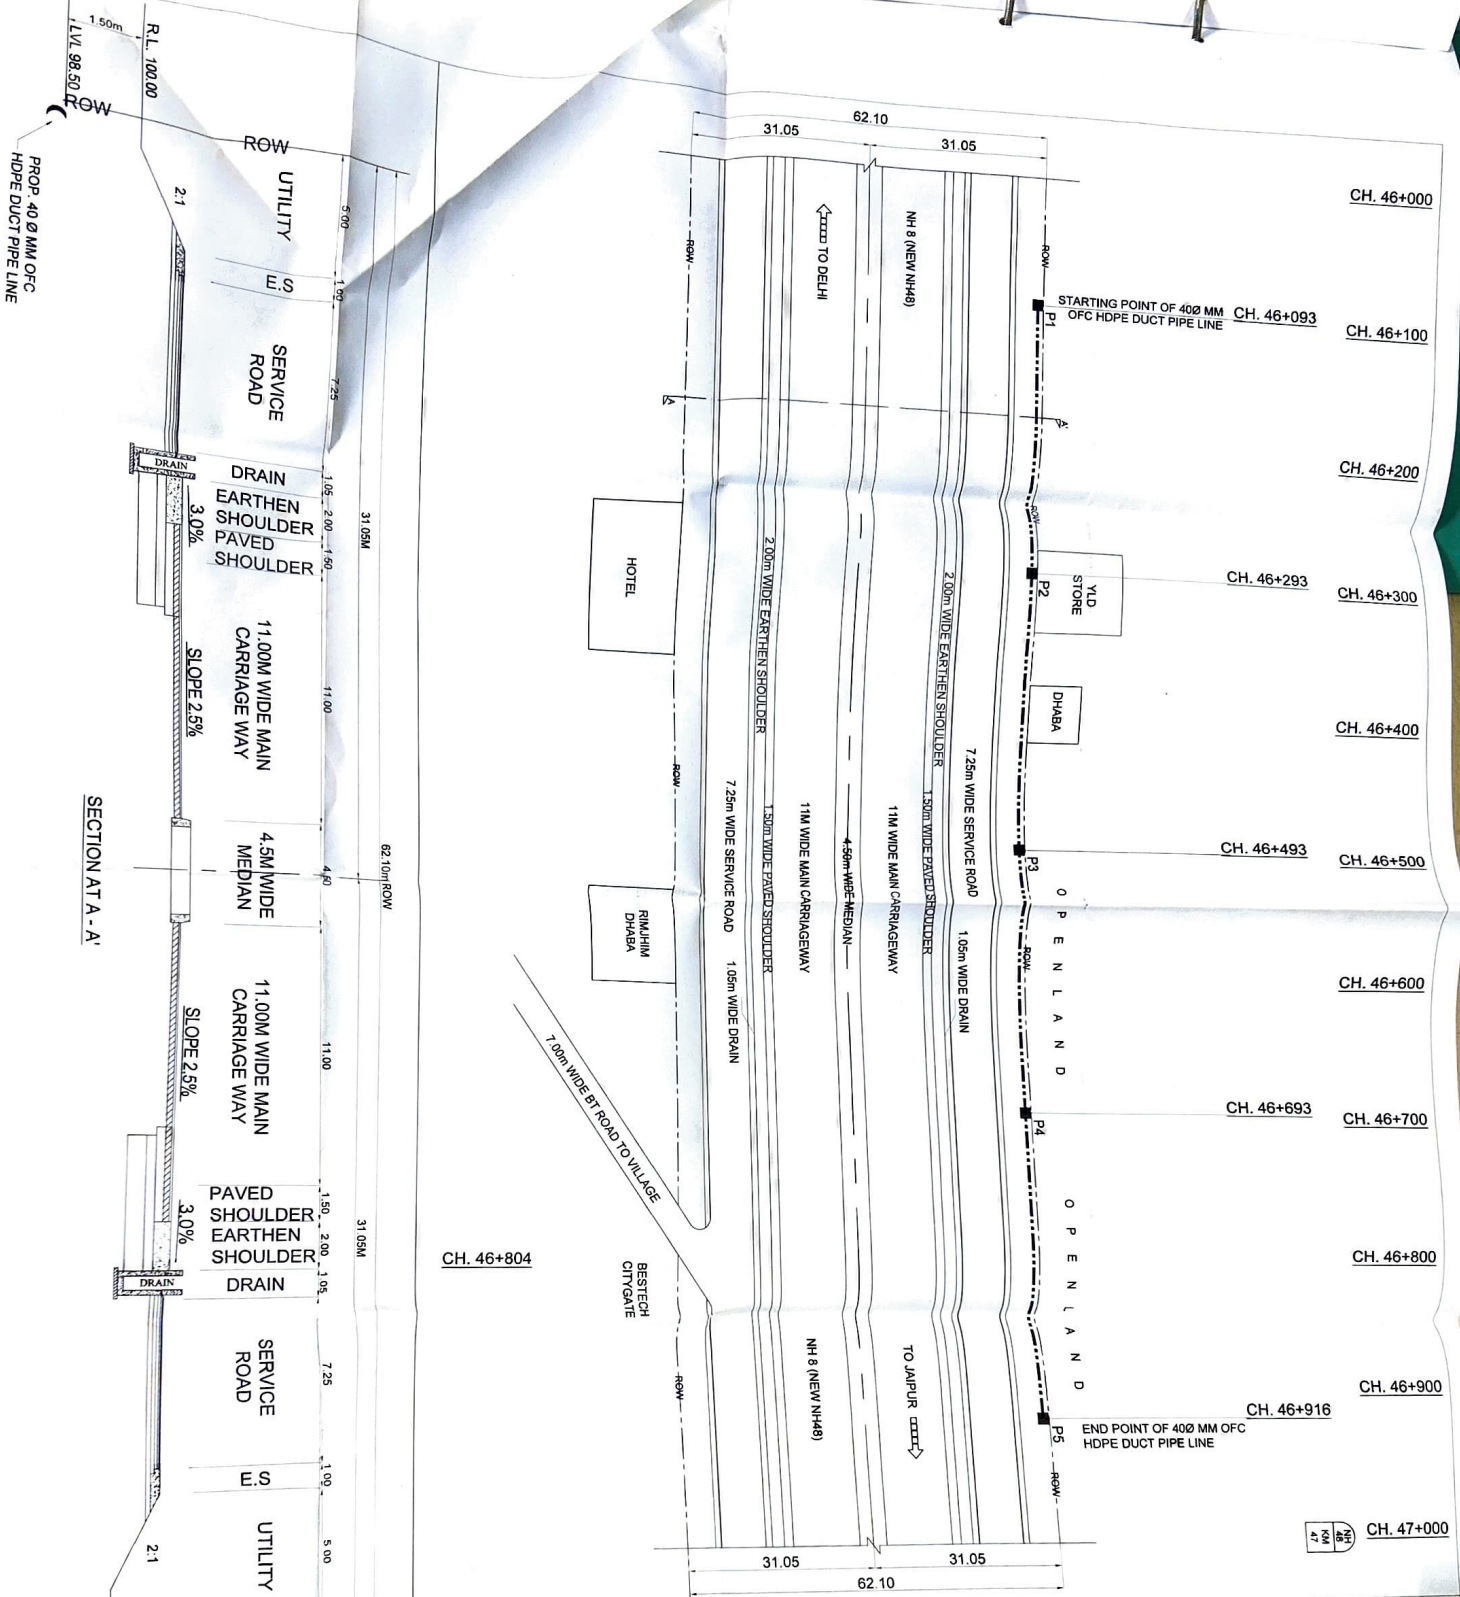 1.50m
R.L. 100.00
LVL 98.50
ROW
PROP. 40 Ø MM OFC
HDPE DUCT PIPE LINE
ROW
UTILITY
5.00
2:1
E.S
1.00
SERVICE
ROAD
7.25
DRAIN
DRAIN
1.05
EARTHEN
SHOULDER
2.00
3.0%
PAVED
SHOULDER
1.50
31.05M
11.00M WIDE MAIN
CARRIAGE WAY
11.00
SLOPE 2.5%
4.5M WIDE
MEDIAN
4.50
62.10m ROW
SECTION AT A - A'
11.00M WIDE MAIN
CARRIAGE WAY
11.00
SLOPE 2.5%
PAVED
SHOULDER
1.50
EARTHEN
SHOULDER
2.00
3.0%
31.05M
DRAIN
DRAIN
1.05
SERVICE
ROAD
7.25
E.S
1.00
UTILITY
5.00
2:1
62.10
31.05
31.05
ROW
ROW
TO DELHI
NH 8 (NEW NH48)
P1
STARTING POINT OF 40Ø MM
OFC HDPE DUCT PIPE LINE
CH. 46+093
A
A'
HOTEL
ROW
P2
YLD
STORE
CH. 46+293
DHABA
2.00m WIDE EARTHEN SHOULDER
2.00m WIDE EARTHEN SHOULDER
ROW
7.25m WIDE SERVICE ROAD
1.50m WIDE PAVED SHOULDER
11M WIDE MAIN CARRIAGEWAY
4.50m WIDE MEDIAN
11M WIDE MAIN CARRIAGEWAY
1.50m WIDE PAVED SHOULDER
7.25m WIDE SERVICE ROAD
P3
CH. 46+493
RIMJHIM
DHABA
1.05m WIDE DRAIN
1.05m WIDE DRAIN
ROW
OPEN LAND
7.00m WIDE BT ROAD TO VILLAGE
P4
CH. 46+693
OPEN LAND
CH. 46+804
BESTECH
CITYGATE
ROW
NH 8 (NEW NH48)
TO JAIPUR
P5
CH. 46+916
END POINT OF 40Ø MM OFC
HDPE DUCT PIPE LINE
ROW
31.05
31.05
62.10
CH. 46+000
CH. 46+100
CH. 46+200
CH. 46+300
CH. 46+400
CH. 46+500
CH. 46+600
CH. 46+700
CH. 46+800
CH. 46+900
CH. 47+000
NH
48
KM
47